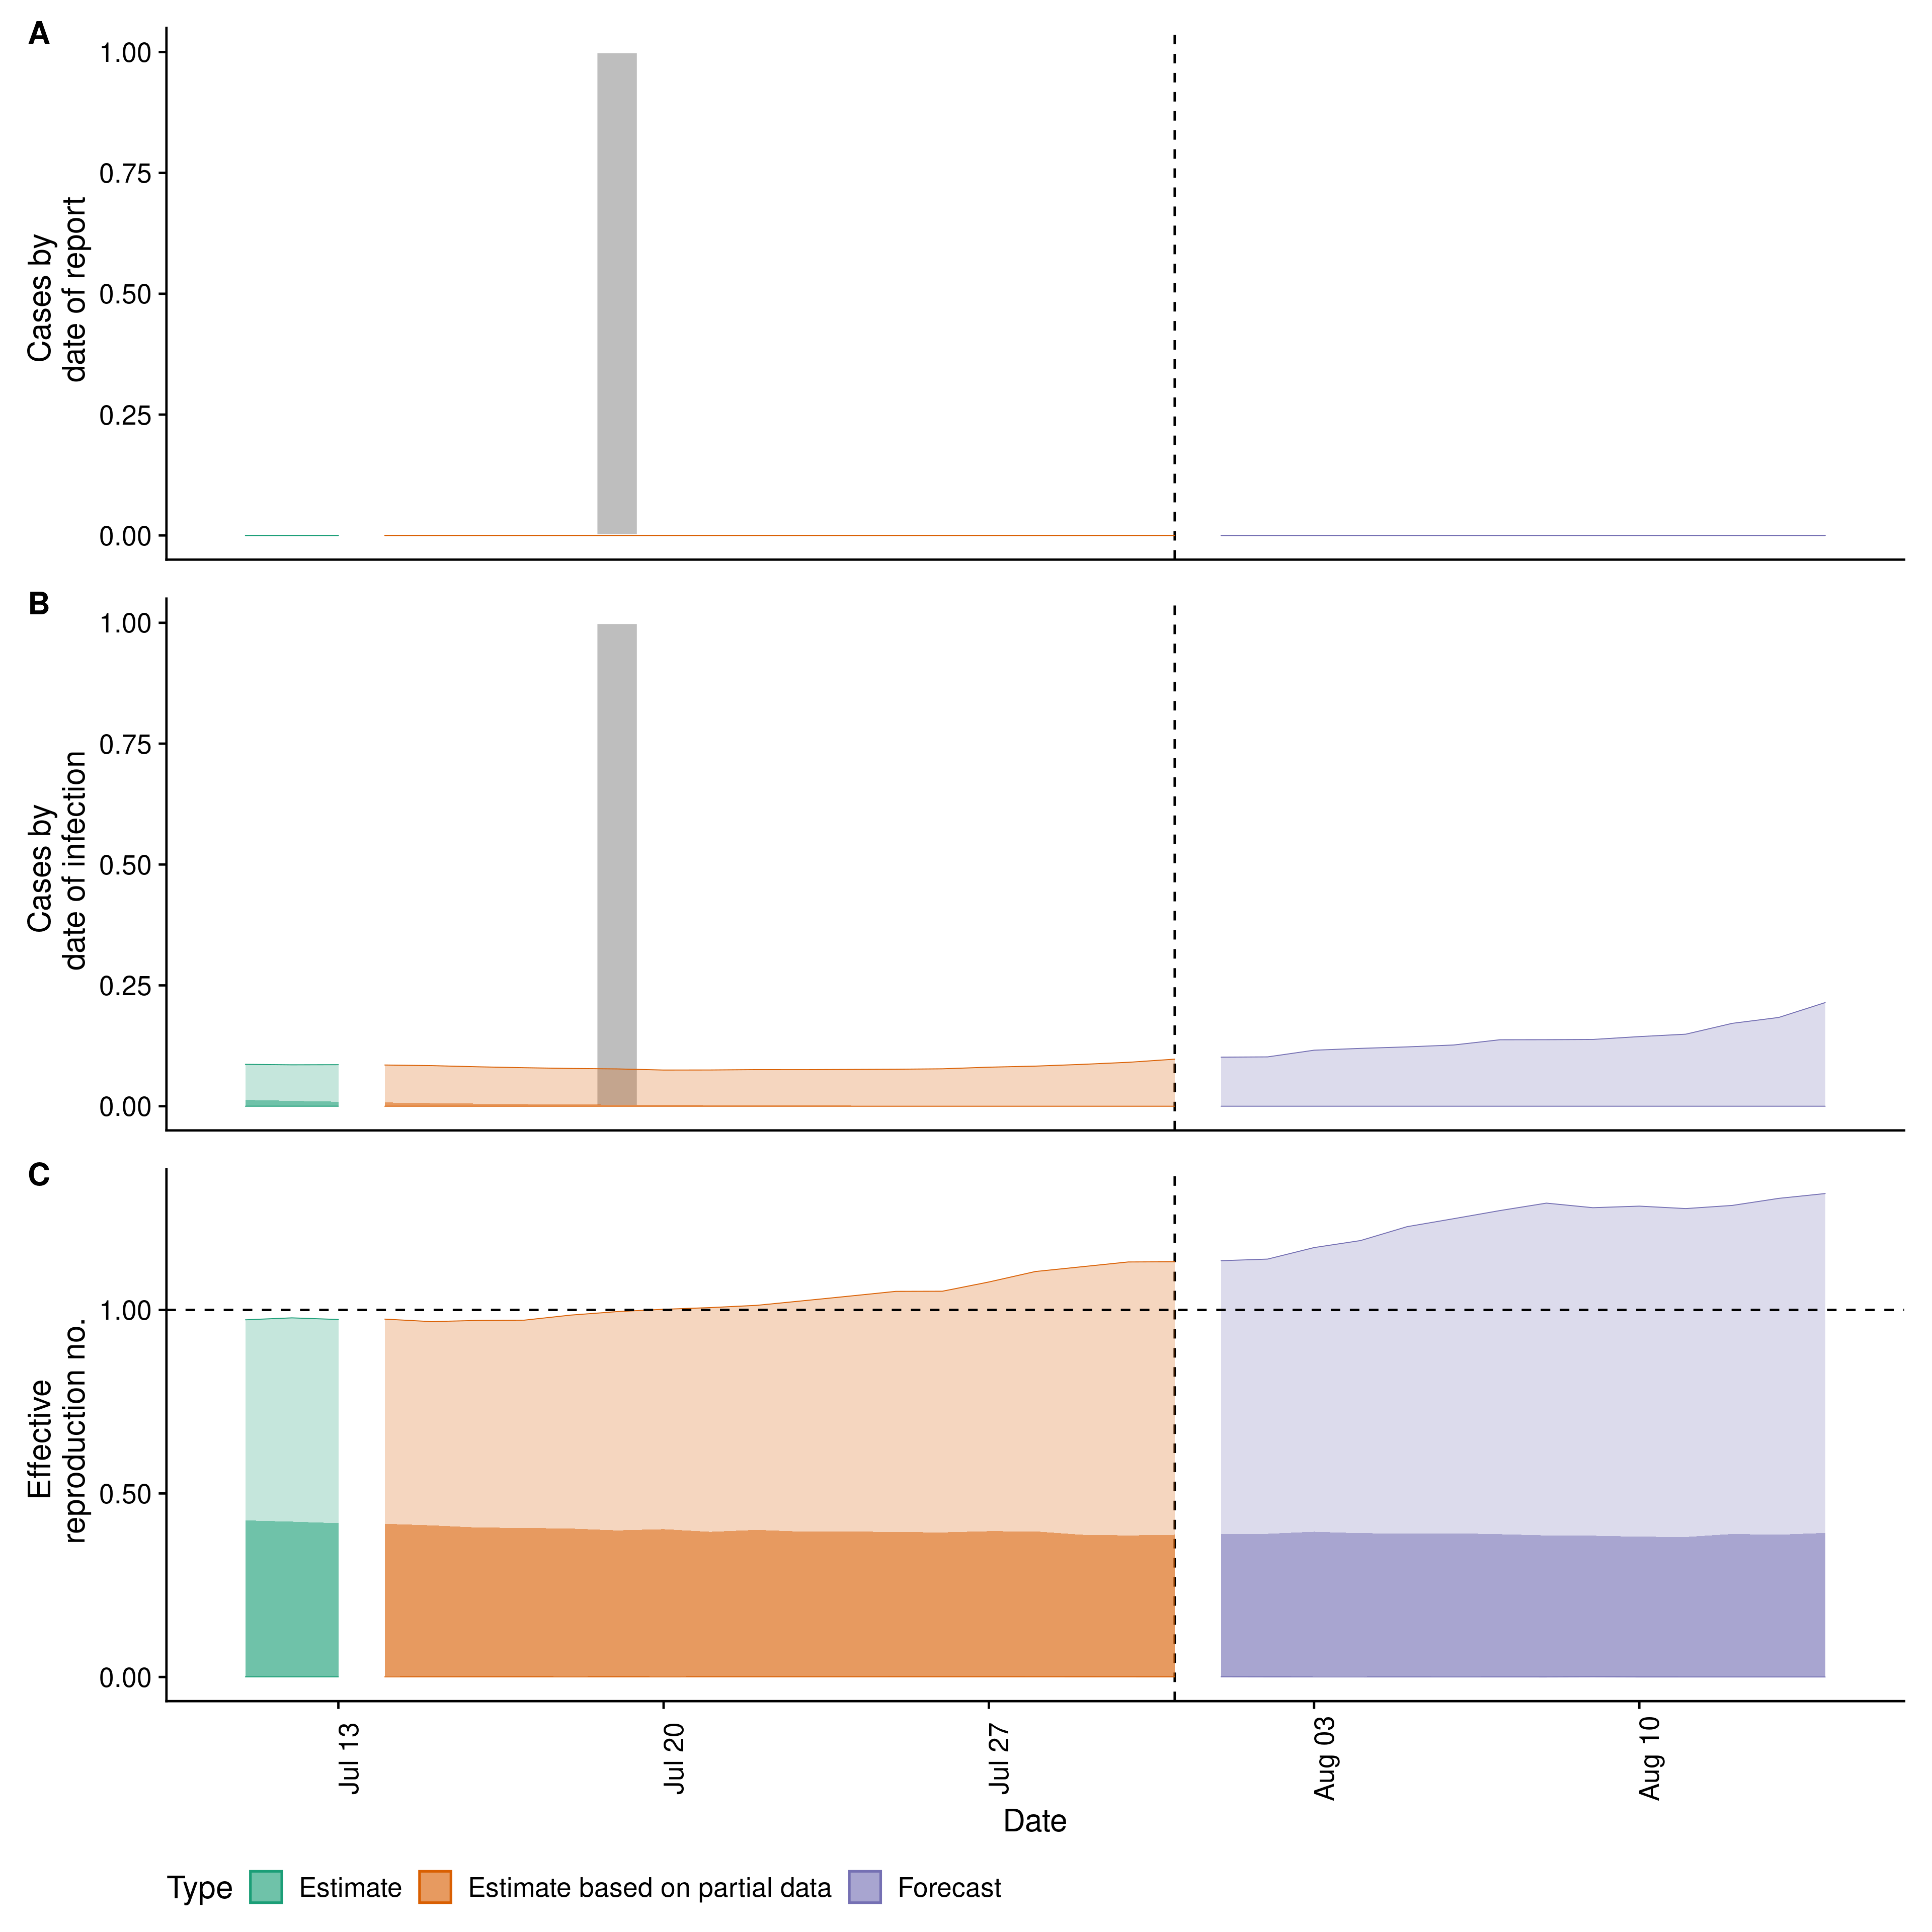 A
Cases by
date of report
1.00
0.75
0.50
0.25
0.00
B
Cases by
date of infection
1.00
0.75
0.50
0.25
0.00
C
Effective
reproduction no.
1.00
0.50
0.00
Jul 13
Jul 20
Jul 27
Aug 03
Aug 10
Date
Type Estimate Estimate based on partial data Forecast